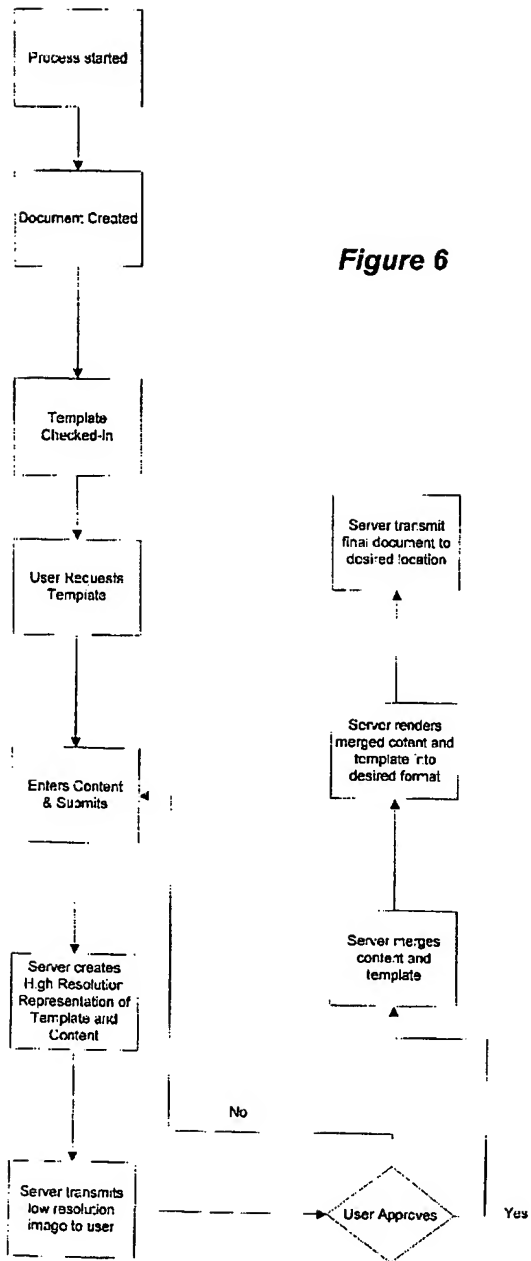 Process started
Document Created
Figure 6
Template
Checked-In
User Requests
Template
Enters Content
& Submits
Server creates
High Resolution
Representation of
Template and
Content
Server transmits
low resolution
image to user
User Approves
No
Yes
Server merges
content and
template
Server renders
merged cotent and
template into
desired format
Server transmit
final document to
desired location